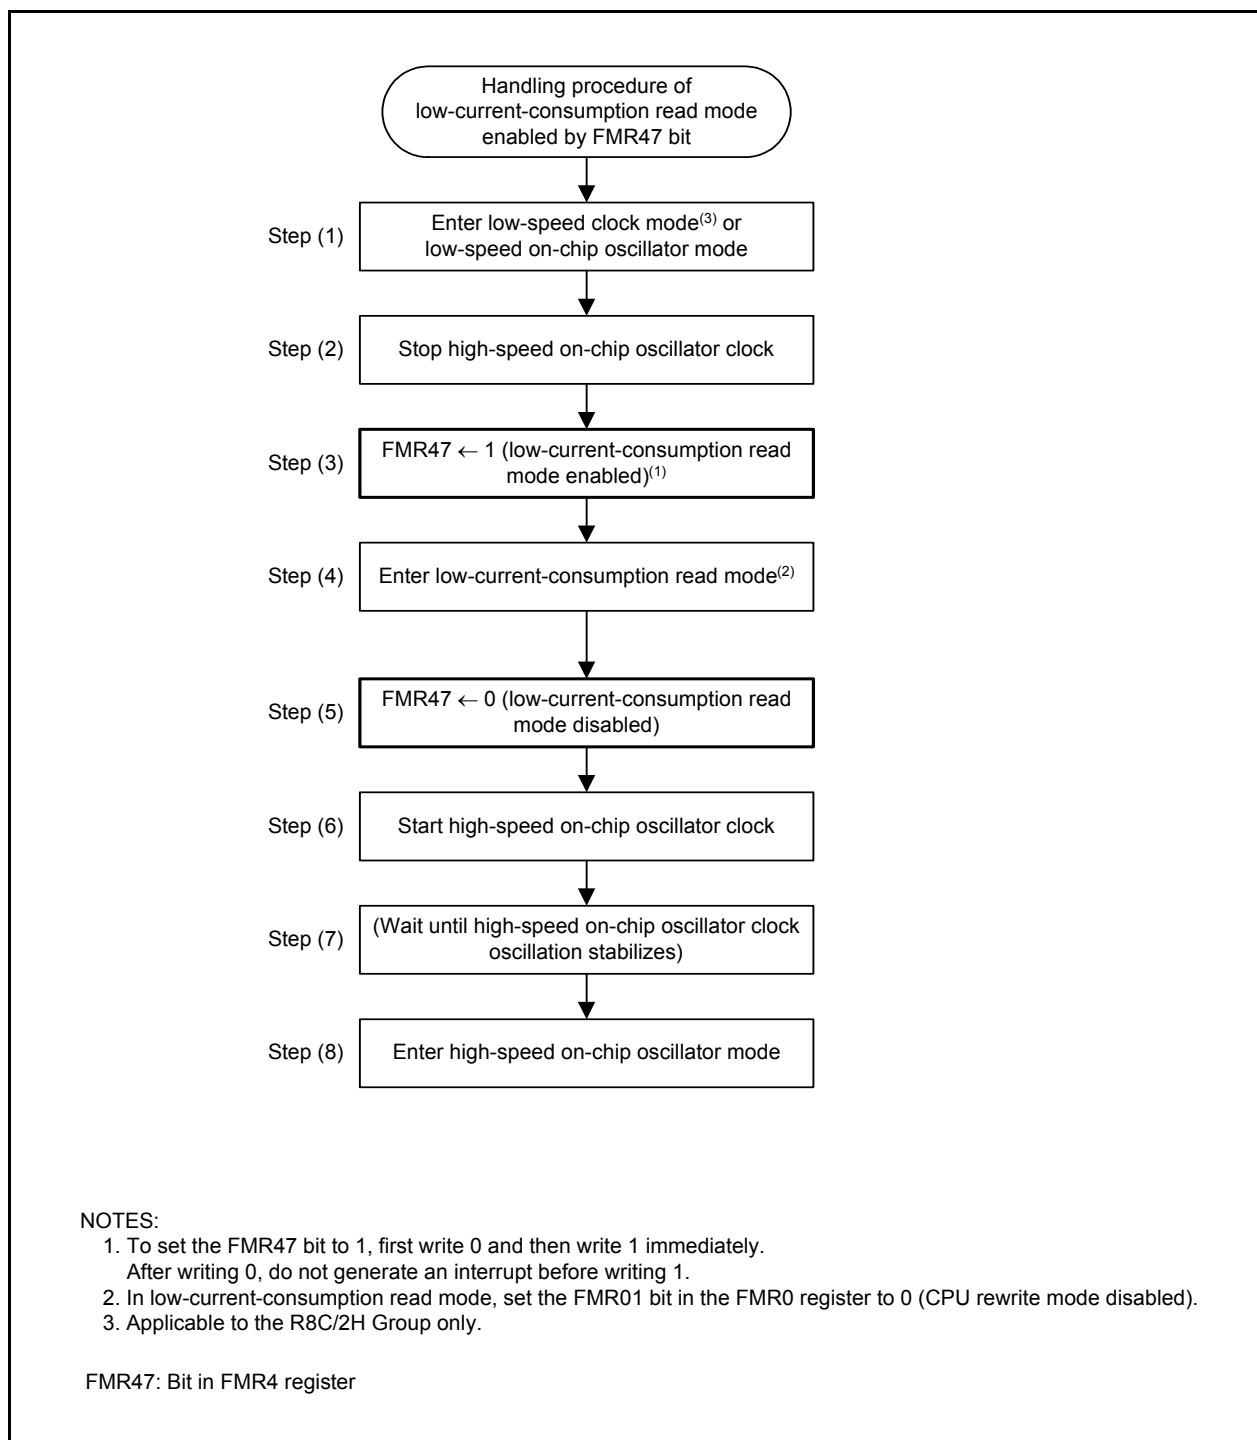 Handling procedure of
low-current-consumption read mode
enabled by FMR47 bit
Step (1)
Enter low-speed clock mode(3) or
low-speed on-chip oscillator mode
Step (2)
Stop high-speed on-chip oscillator clock
Step (3)
FMR47 ← 1 (low-current-consumption read
mode enabled)(1)
Step (4)
Enter low-current-consumption read mode(2)
Step (5)
FMR47 ← 0 (low-current-consumption read
mode disabled)
Step (6)
Start high-speed on-chip oscillator clock
Step (7)
(Wait until high-speed on-chip oscillator clock
oscillation stabilizes)
Step (8)
Enter high-speed on-chip oscillator mode
NOTES:
1. To set the FMR47 bit to 1, first write 0 and then write 1 immediately.
After writing 0, do not generate an interrupt before writing 1.
2. In low-current-consumption read mode, set the FMR01 bit in the FMR0 register to 0 (CPU rewrite mode disabled).
3. Applicable to the R8C/2H Group only.
FMR47: Bit in FMR4 register